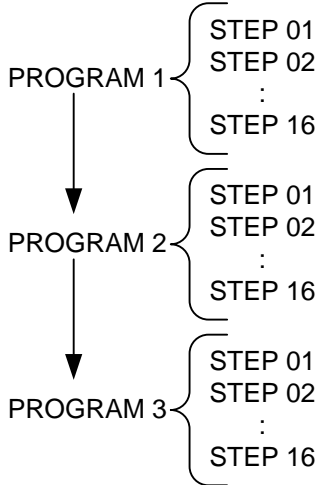 STEP 01
STEP 02
PROGRAM 1
:
STEP 16
STEP 01
STEP 02
PROGRAM 2
:
STEP 16
STEP 01
STEP 02
PROGRAM 3
:
STEP 16